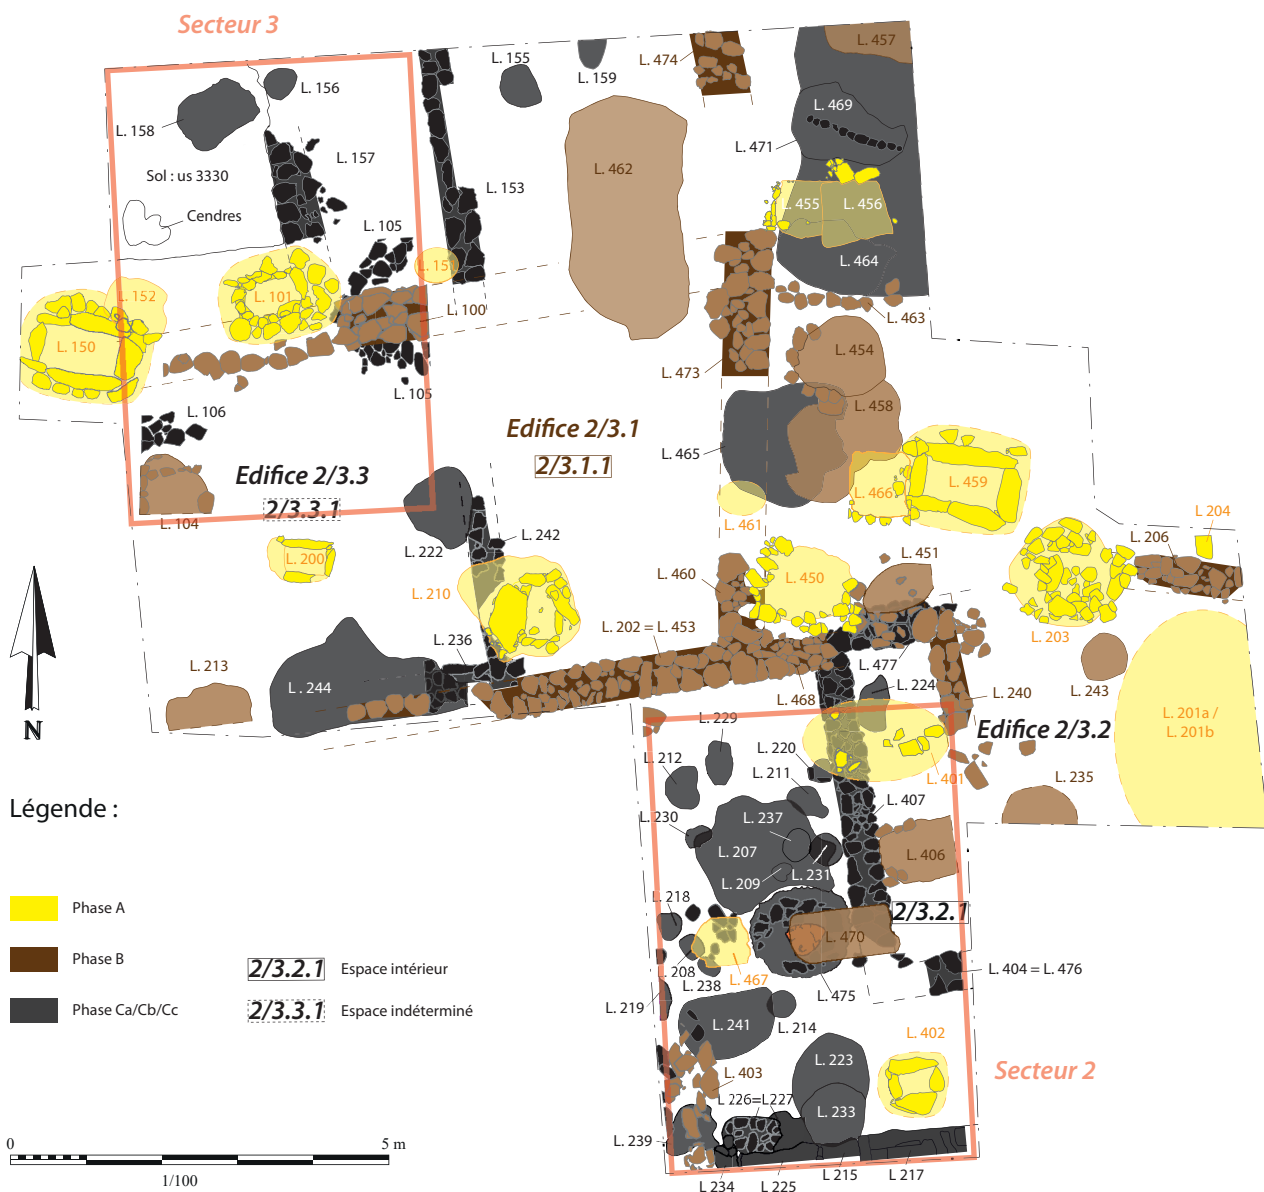 Secteur 3
L. 156
L. 158
L. 157
Sol : us 3330
Cendres
L. 105
L. 153
L. 155
L. 159
L. 474
L. 457
L. 469
L. 471
L. 462
L. 455
L. 456
L. 464
L. 463
L. 152
L. 101
L. 15
L. 100
L. 150
L. 105
L. 106
L. 104
L. 473
L. 454
L. 458
L. 465
L. 466
L. 459
L. 461
Edifice 2/3.1
2/3.1.1
Edifice 2/3.3
2/3.3.1
L. 222
L. 242
L. 200
L. 210
L. 236
L. 213
L . 244
L. 202 = L. 453
L. 460
L. 450
L. 451
L. 468
L. 477
L. 224
L. 240
L. 203
L. 206
L 204
L. 243
L. 201a /
L. 201b
L. 235
Edifice 2/3.2
L. 229
L. 212
L. 220
L. 211
L. 401
L. 407
L. 230
L. 237
L. 207
L. 209
L. 231
L. 406
2/3.2.1
L. 218
L. 208
L. 238
L. 467
L. 470
L. 475
L. 404 = L. 476
L. 219
L. 241
L. 214
L. 402
L. 223
L. 233
L. 403
L 226=L227
L. 239
L 234
L 225
L 215
L 217
Secteur 2
N
Légende :
Phase A
Phase B
Phase Ca/Cb/Cc
2/3.2.1 Espace intérieur
2/3.3.1 Espace indéterminé
0 5 m
1/100